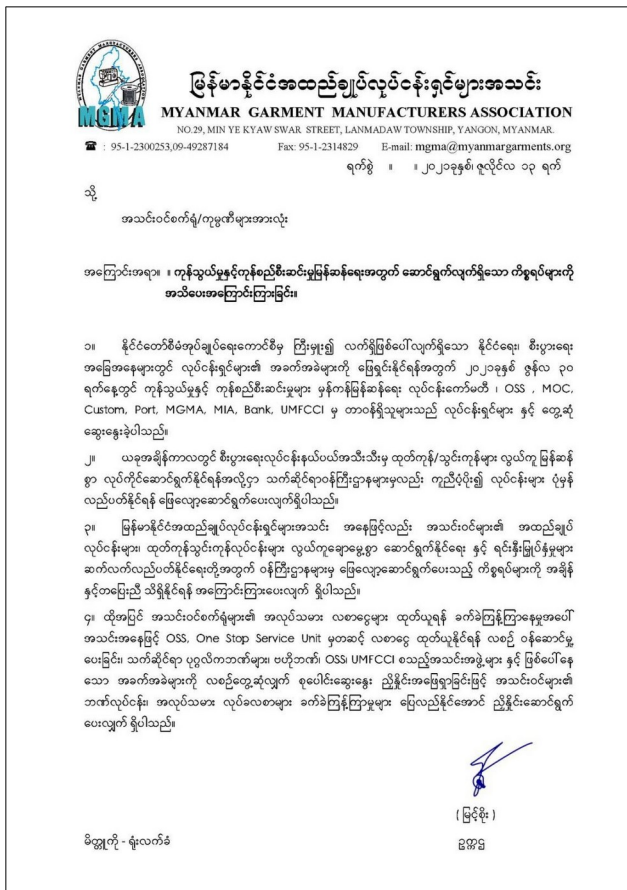 မြန်မာနိုင်ငံအထည်ချုပ်လုပ်ငန်းရှင်များအသင်း
MGMA
MYANMAR GARMENT MANUFACTURERS ASSOCIATION
NO.29, MIN YE KYAW SWAR STREET, LANMADAW TOWNSHIP, YANGON, MYANMAR.
☎ : 95-1-2300253,09-49287184 Fax: 95-1-2314829 E-mail: mgma@myanmargarments.org
ရက်စွဲ ။ ။ ၂၀၂၁ခုနှစ်၊ ဇူလိုင်လ ၁၃ ရက်
သို့
အသင်းဝင်စက်ရုံ/ကုမ္ပဏီများအားလုံး
အကြောင်းအရာ။ ။ ကုန်သွယ်မှုနှင့်ကုန်စည်စီးဆင်းမှုမြန်ဆန်ရေးအတွက် ဆောင်ရွက်လျက်ရှိသော ကိစ္စရပ်များကို
အသိပေးအကြောင်းကြားခြင်း။
၁။ နိုင်ငံတော်စီမံအုပ်ချုပ်ရေးကောင်စီမှ ကြီးမှူး၍ လက်ရှိဖြစ်ပေါ်လျက်ရှိသော နိုင်ငံရေး၊ စီးပွားရေး
အခြေအနေများတွင် လုပ်ငန်းရှင်များ၏ အခက်အခဲများကို ဖြေရှင်းနိုင်ရန်အတွက် ၂၀၂၁ခုနှစ် ဇွန်လ ၃၀
ရက်နေ့တွင် ကုန်သွယ်မှုနှင့် ကုန်စည်စီးဆင်းမှုများ မှန်ကန်မြန်ဆန်ရေး လုပ်ငန်းကော်မတီ ၊ OSS , MOC,
Custom, Port, MGMA, MIA, Bank, UMFCCI မှ တာဝန်ရှိသူများသည် လုပ်ငန်းရှင်များ နှင့် တွေ့ဆုံ
ဆွေးနွေးခဲ့ပါသည်။
၂။ ယခုအချိန်ကာလတွင် စီးပွားရေးလုပ်ငန်းနယ်ပယ်အသီးသီးမှ ထုတ်ကုန်/သွင်းကုန်များ လွယ်ကူ မြန်ဆန်
စွာ လုပ်ကိုင်ဆောင်ရွက်နိုင်ရန်အလို့ငှာ သက်ဆိုင်ရာဝန်ကြီးဌာနများမှလည်း ကူညီပံ့ပိုး၍ လုပ်ငန်းများ ပုံမှန်
လည်ပတ်နိုင်ရန် ဖြေလျော့ဆောင်ရွက်ပေးလျက်ရှိပါသည်။
၃။ မြန်မာနိုင်ငံအထည်ချုပ်လုပ်ငန်းရှင်များအသင်း အနေဖြင့်လည်း အသင်းဝင်များ၏ အထည်ချုပ်
လုပ်ငန်းများ၊ ထုတ်ကုန်သွင်းကုန်လုပ်ငန်းများ လွယ်ကူချောမွေ့စွာ ဆောင်ရွက်နိုင်ရေး နှင့် ရင်းနှီးမြှုပ်နှံမှုများ
ဆက်လက်လည်ပတ်နိုင်ရေးတို့အတွက် ဝန်ကြီးဌာနများမှ ဖြေလျော့ဆောင်ရွက်ပေးသည့် ကိစ္စရပ်များကို အချိန်
နှင့်တပြေးညီ သိရှိနိုင်ရန် အကြောင်းကြားပေးလျက် ရှိပါသည်။
၄။ ထို့အပြင် အသင်းဝင်စက်ရုံများ၏ အလုပ်သမား လစာငွေများ ထုတ်ယူရန် ခက်ခဲကြန့်ကြာနေမှုအပေါ်
အသင်းအနေဖြင့် OSS, One Stop Service Unit မှတဆင့် လစာငွေ ထုတ်ယူနိုင်ရန် လစဉ် ဝန်ဆောင်မှု
ပေးခြင်း၊ သက်ဆိုင်ရာ ပုဂ္ဂလိကဘဏ်များ၊ ဗဟိုဘဏ်၊ OSS၊ UMFCCI စသည့်အသင်းအဖွဲ့များ နှင့် ဖြစ်ပေါ်နေ
သော အခက်အခဲများကို လစဉ်တွေ့ဆုံလျှက် စုပေါင်းဆွေးနွေး ညှိနှိုင်းအဖြေရှာခြင်းဖြင့် အသင်းဝင်များ၏
ဘဏ်လုပ်ငန်း၊ အလုပ်သမား လုပ်ခလစာများ ခက်ခဲကြန့်ကြာမှုများ ပြေလည်နိုင်အောင် ညှိနှိုင်းဆောင်ရွက်
ပေးလျှက် ရှိပါသည်။
( မြင့်စိုး )
မိတ္တူကို - ရုံးလက်ခံ ဥက္ကဋ္ဌ